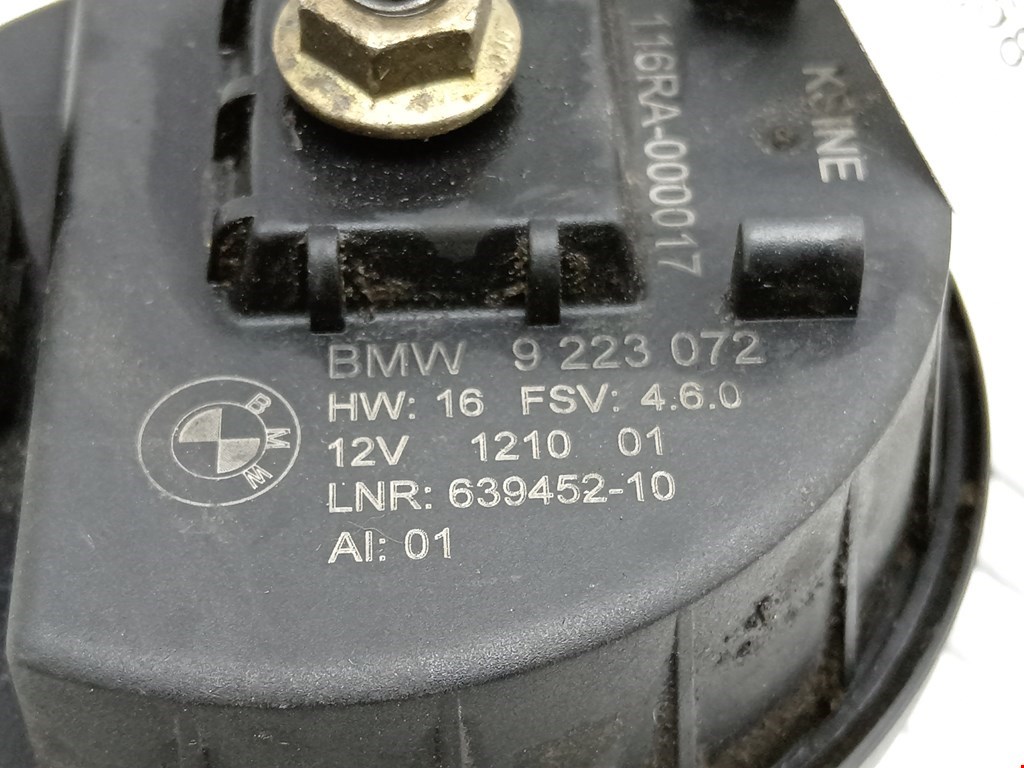 116RA-000017
KSINE
BMW 9 223 072
HW: 16 FSV: 4.6.0
12V 1210 01
LNR: 639452-10
AI: 01
BMW